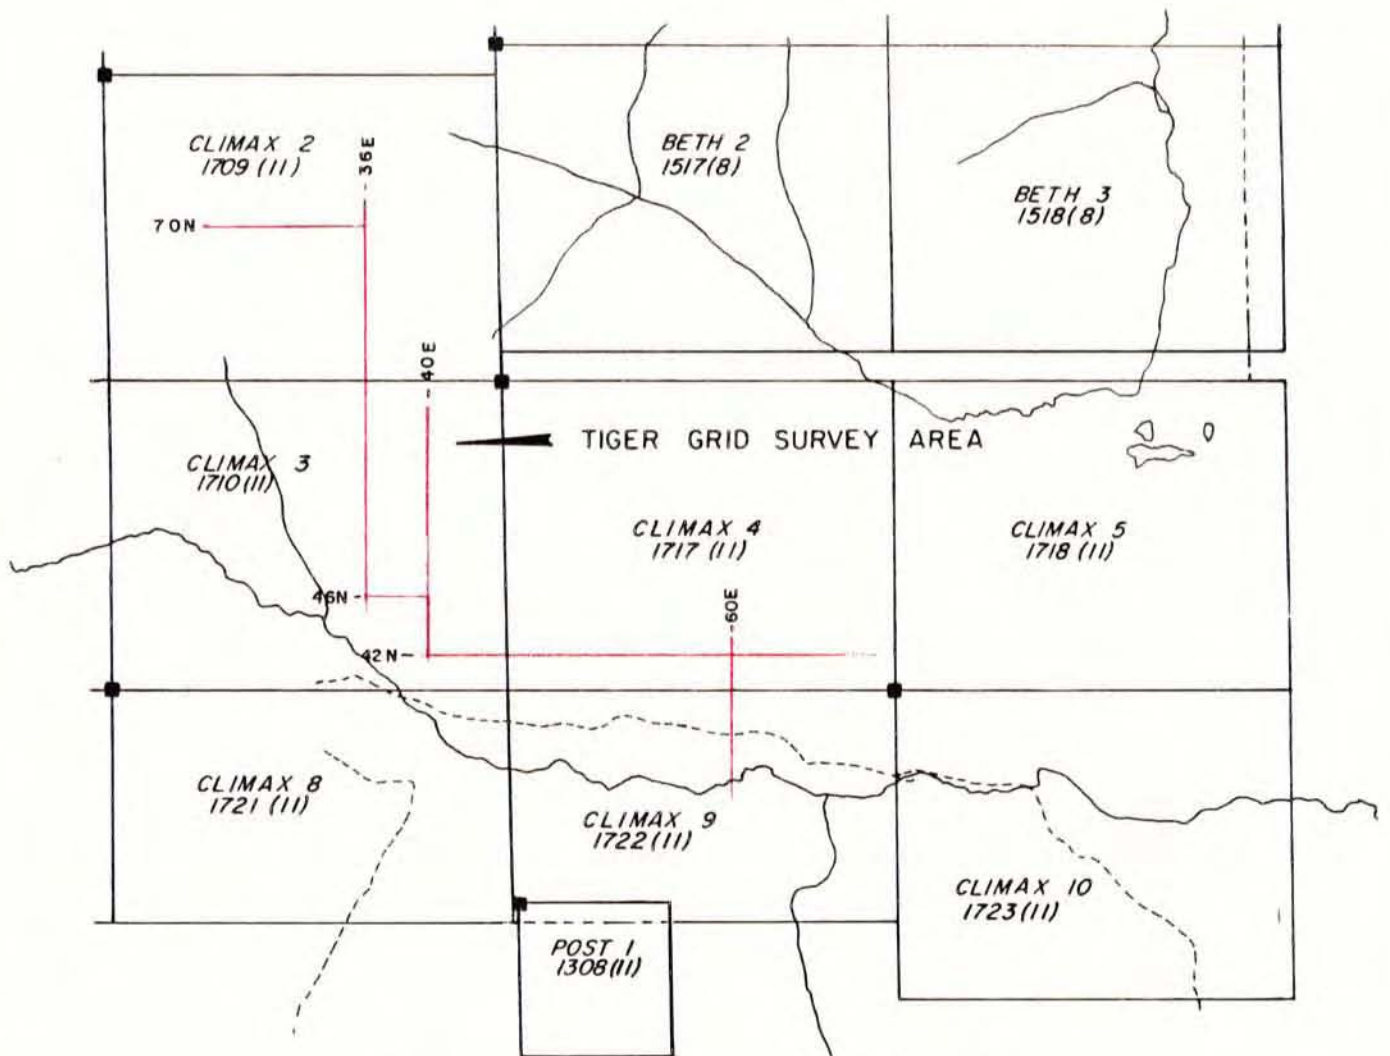 CLIMAX 2
1709 (11)
36E
BETH 2
1517(8)
BETH 3
1518(8)
70N
40E
TIGER GRID SURVEY AREA
CLIMAX 3
1710(11)
CLIMAX 4
1717 (11)
CLIMAX 5
1718 (11)
46N
60E
42N
CLIMAX 8
1721 (11)
CLIMAX 9
1722(11)
CLIMAX 10
1723(11)
POST 1
1308(11)